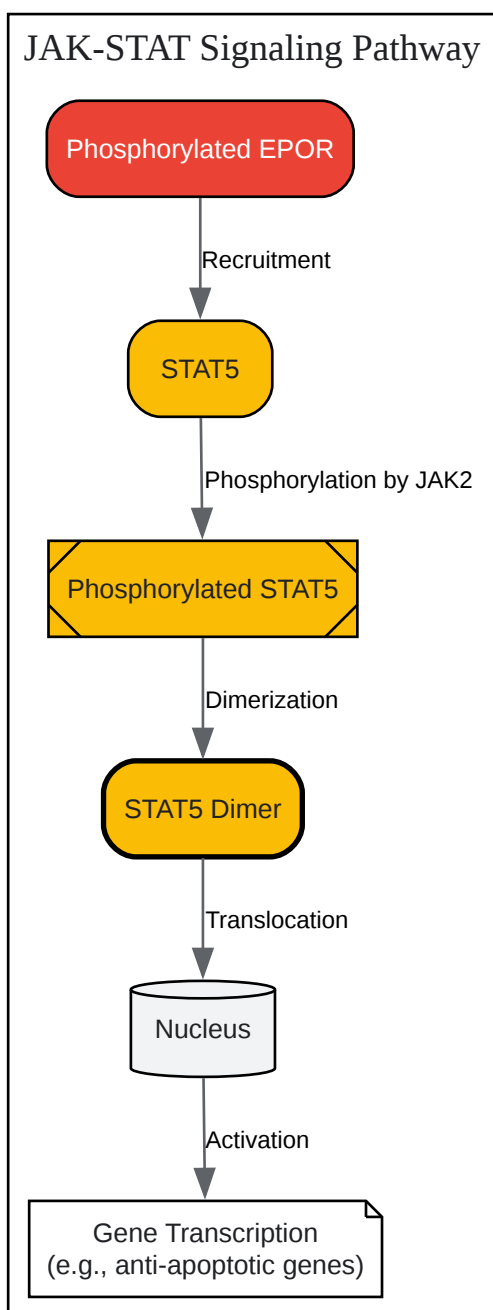 JAK-STAT Signaling Pathway
Phosphorylated EPOR
Recruitment
STAT5
Phosphorylation by JAK2
Phosphorylated STAT5
Dimerization
STAT5 Dimer
Translocation
Nucleus
Activation
Gene Transcription
(e.g., anti-apoptotic genes)